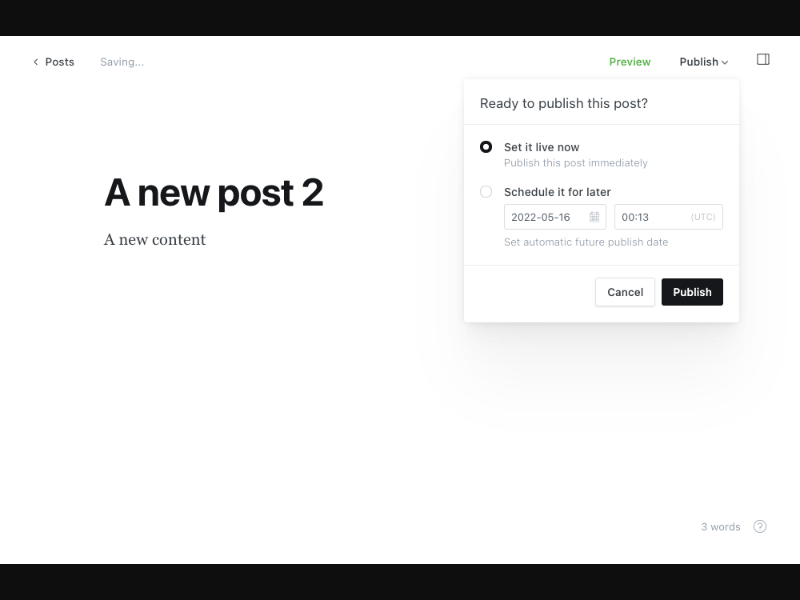 Posts Saving... Preview Publish
Ready to publish this post?
Set it live now
Publish this post immediately
Schedule it for later
2022-05-16 00:13 (UTC)
Set automatic future publish date
Cancel Publish
A new post 2
A new content
3 words ?